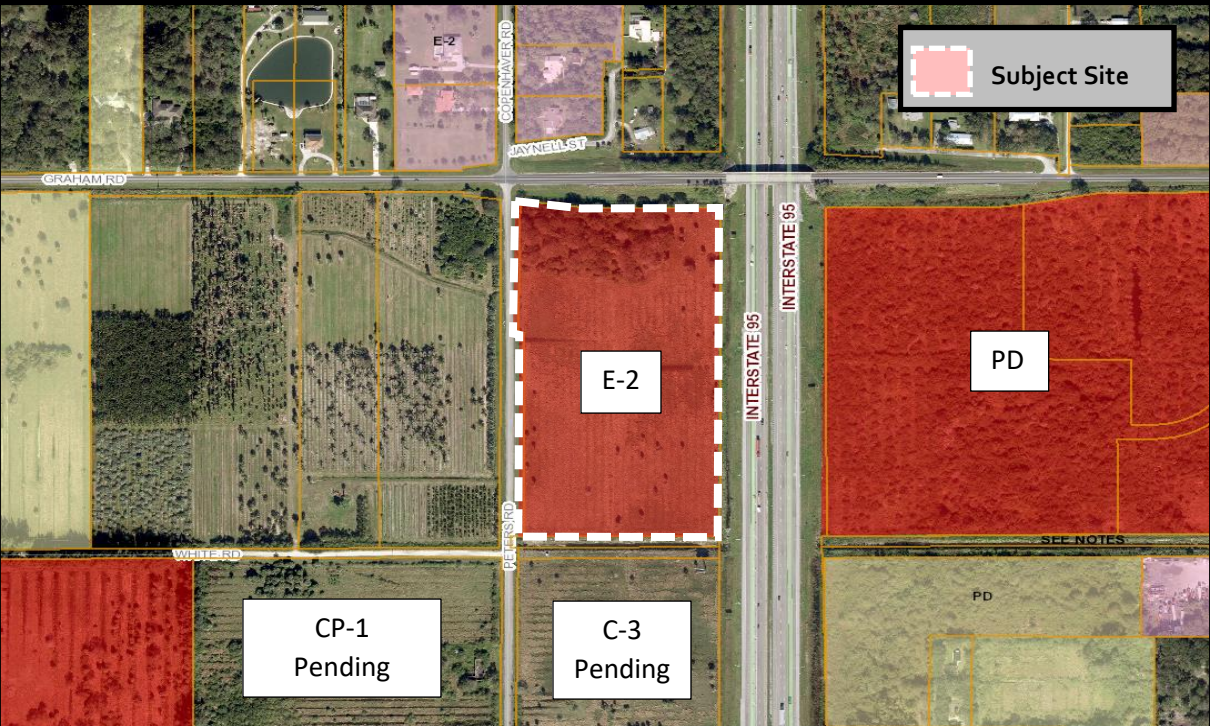 E-2
COPENHAVER RD
Subject Site
JAYNELL ST
GRAHAM RD
INTERSTATE 95
INTERSTATE 95
E-2
PD
PETERS RD
WHITE RD
SEE NOTES
CP-1
Pending
C-3
Pending
PD